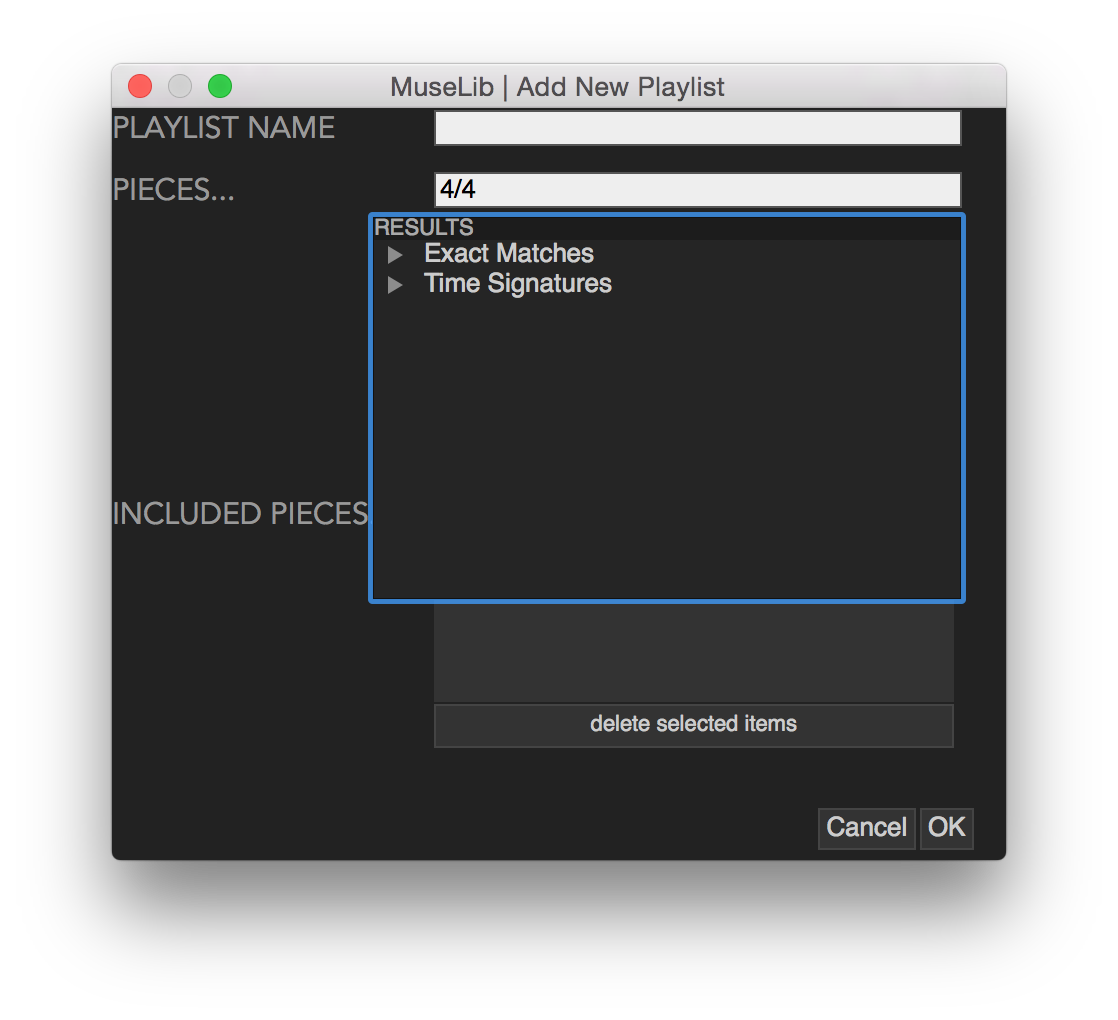 MuseLib | Add New Playlist
PLAYLIST NAME
PIECES...
4/4
RESULTS
Exact Matches
Time Signatures
INCLUDED PIECES
delete selected items
Cancel
OK